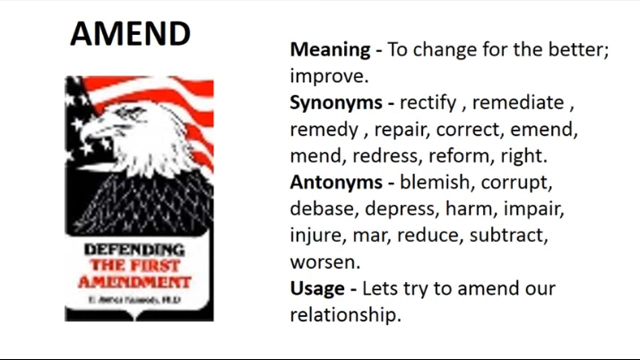 AMEND
DEFENDING
THE FIRST
AMENDMENT
Meaning - To change for the better;
improve.
Synonyms - rectify , remediate ,
remedy , repair, correct, emend,
mend, redress, reform, right.
Antonyms - blemish, corrupt,
debase, depress, harm, impair,
injure, mar, reduce, subtract,
worsen.
Usage - Lets try to amend our
relationship.